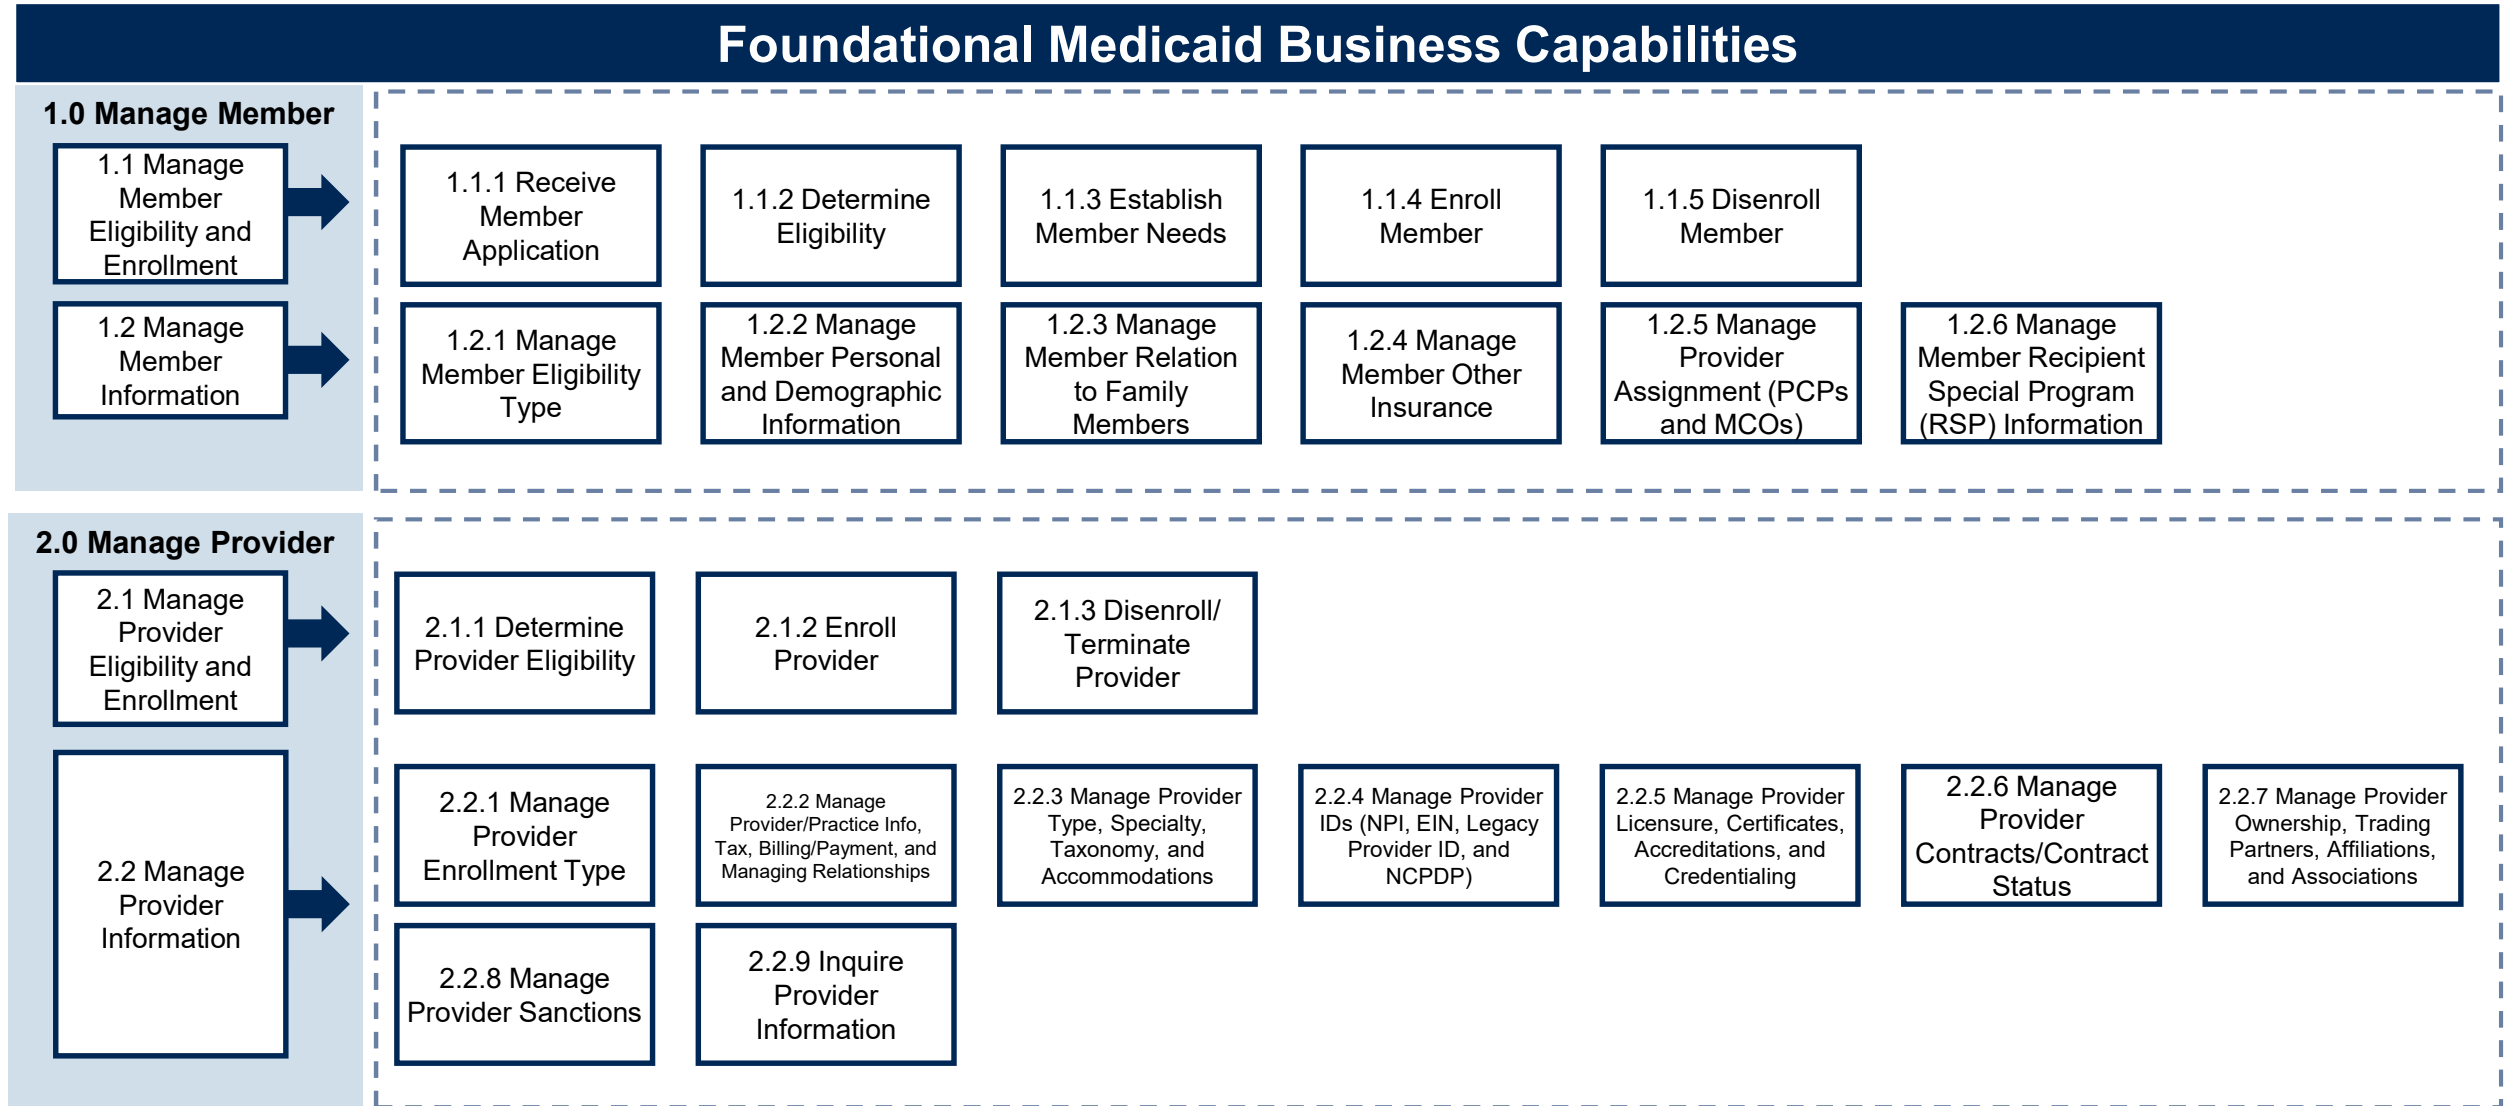 Foundational Medicaid Business Capabilities
1.0 Manage Member
1.1 Manage
Member
Eligibility and
Enrollment
1.1.1 Receive
Member
Application
1.1.2 Determine
Eligibility
1.1.3 Establish
Member Needs
1.1.4 Enroll
Member
1.1.5 Disenroll
Member
1.2 Manage
Member
Information
1.2.1 Manage
Member Eligibility
Type
1.2.2 Manage
Member Personal
and Demographic
Information
1.2.3 Manage
Member Relation
to Family
Members
1.2.4 Manage
Member Other
Insurance
1.2.5 Manage
Provider
Assignment (PCPs
and MCOs)
1.2.6 Manage
Member Recipient
Special Program
(RSP) Information
2.0 Manage Provider
2.1 Manage
Provider
Eligibility and
Enrollment
2.1.1 Determine
Provider Eligibility
2.1.2 Enroll
Provider
2.1.3 Disenroll/
Terminate
Provider
2.2 Manage
Provider
Information
2.2.1 Manage
Provider
Enrollment Type
2.2.2 Manage
Provider/Practice Info,
Tax, Billing/Payment, and
Managing Relationships
2.2.3 Manage Provider
Type, Specialty,
Taxonomy, and
Accommodations
2.2.4 Manage Provider
IDs (NPI, EIN, Legacy
Provider ID, and
NCPDP)
2.2.5 Manage Provider
Licensure, Certificates,
Accreditations, and
Credentialing
2.2.6 Manage
Provider
Contracts/Contract
Status
2.2.7 Manage Provider
Ownership, Trading
Partners, Affiliations,
and Associations
2.2.8 Manage
Provider Sanctions
2.2.9 Inquire
Provider
Information